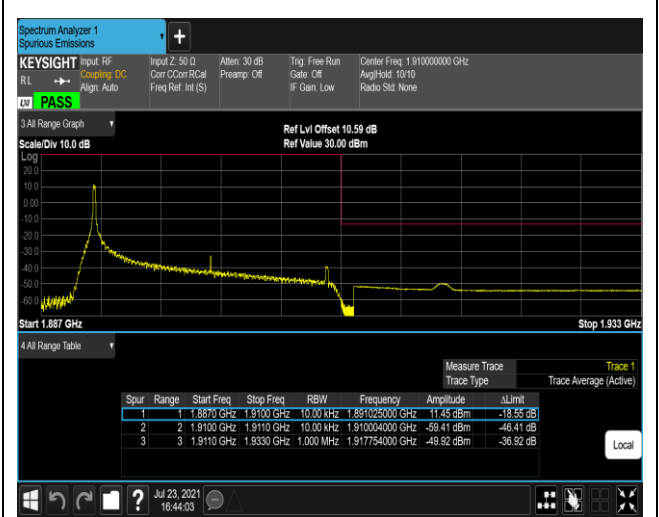 Spectrum Analyzer 1
Spurious Emissions
+
KEYSIGHT Input: RF Input Z: 50 Ω Atten: 30 dB Trig: Free Run Center Freq: 1.910000000 GHz
RL Coupling: DC Corr CCorr RCal Preamp: Off Gate: Off Avg|Hold: 10/10
Align: Auto Freq Ref: Int (S) IF Gain: Low Radio Std: None
LXI PASS
3 All Range Graph
Ref Lvl Offset 10.59 dB
Scale/Div 10.0 dB Ref Value 30.00 dBm
Log
20.0
10.0
0.00
-10.0
-20.0
-30.0
-40.0
-50.0
-60.0
Start 1.887 GHz Stop 1.933 GHz
4 All Range Table
Measure Trace Trace 1
Trace Type Trace Average (Active)
Spur Range Start Freq Stop Freq RBW Frequency Amplitude ΔLimit
1 1 1.8870 GHz 1.9100 GHz 10.00 kHz 1.891025000 GHz 11.45 dBm -18.55 dB
2 2 1.9100 GHz 1.9110 GHz 10.00 kHz 1.910004000 GHz -59.41 dBm -46.41 dB
3 3 1.9110 GHz 1.9330 GHz 1.000 MHz 1.917754000 GHz -49.92 dBm -36.92 dB
Local
? Jul 23, 2021
16:44:03